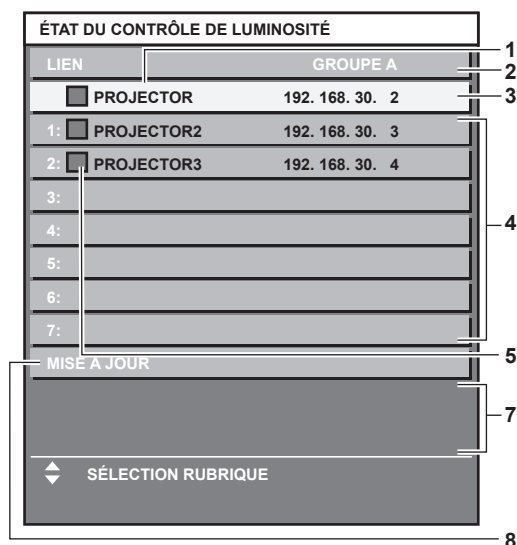 ÉTAT DU CONTRÔLE DE LUMINOSITÉ
LIEN GROUPE A
PROJECTOR 192. 168. 30. 2
1: PROJECTOR2 192. 168. 30. 3
2: PROJECTOR3 192. 168. 30. 4
3:
4:
5:
6:
7:
MISE A JOUR
SÉLECTION RUBRIQUE
1
2
3
4
5
7
8